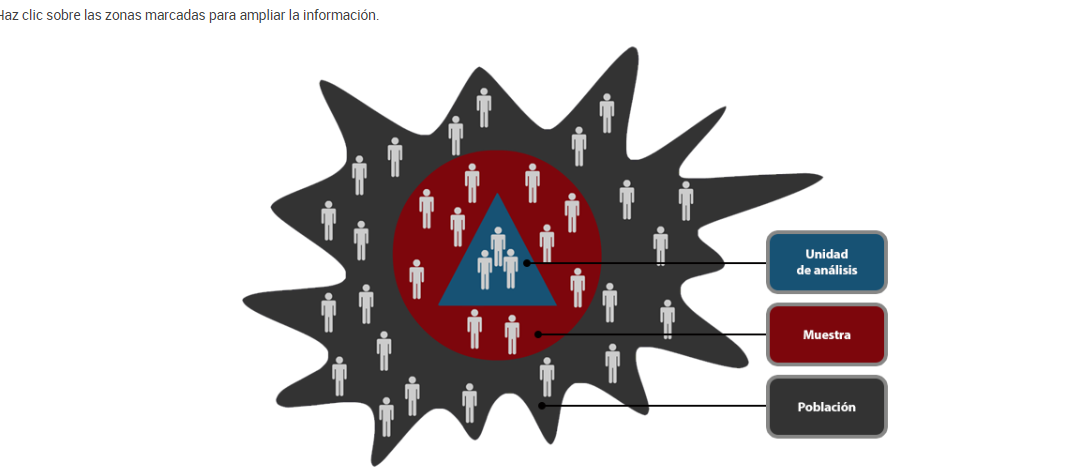 Haz clic sobre las zonas marcadas para ampliar la información.
Unidad
de análisis
Muestra
Población